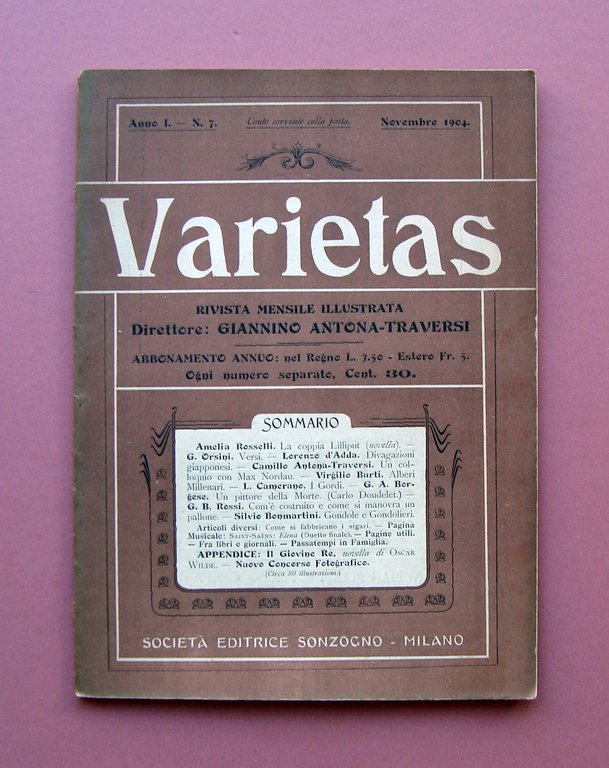 Anno I. — N. 7. Conto corrente colla posta. Novembre 1904.
Varietas
RIVISTA MENSILE ILLUSTRATA
Direttore: GIANNINO ANTONA-TRAVERSI
ABBONAMENTO ANNUO: nel Regno L. 3.50 - Estero Fr. 5.
Ogni numero separato, Cent. 30.
SOMMARIO
Amelia Rosselli. La coppia Lilliput (novella). —
G. Orsini. Versi. — Lorenzo d'Adda. Divagazioni
giapponesi. — Camillo Antona-Traversi. Un col-
loquio con Max Nordau. — Virgilio Burti. Alberi
Millenari. — L. Camerano. I Gordi. — G. A. Bor-
gese. Un pittore della Morte. (Carlo Doudelet.) —
G. B. Rossi. Com'è costruito e come si manovra un
pallone. — Silvio Bonmartini. Gondole e Gondolieri.
Articoli diversi: Come si fabbricano i sigari. — Pagina
Musicale: SAINT-SAËNS: Elena (Duetto finale). — Pagine utili.
— Fra libri e giornali. — Passatempi in Famiglia.
APPENDICE: Il Giovine Re, novella di OSCAR
WILDE. — Nuovo Concorso Fotografico.
(Circa 80 illustrazioni.)
SOCIETÀ EDITRICE SONZOGNO - MILANO